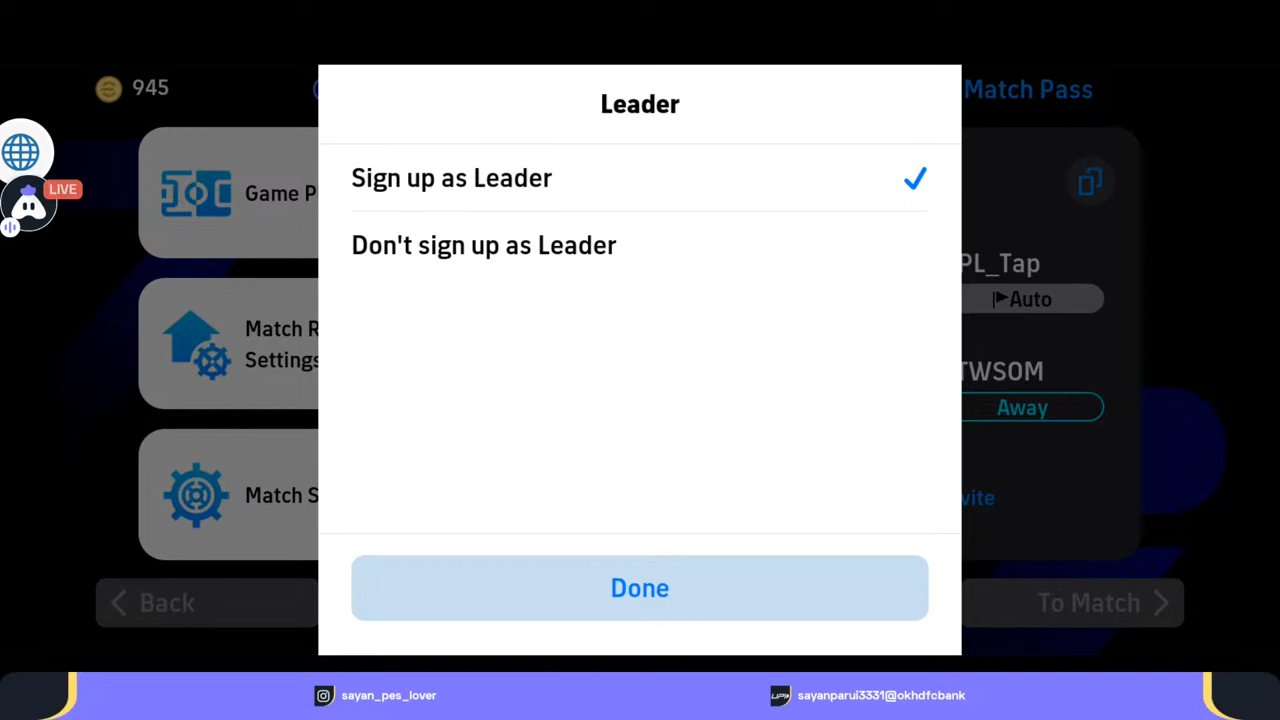 945
Leader
Match Pass
Sign up as Leader
LIVE
Game P
Don't sign up as Leader
PL_Tap
Auto
Match R
Settings
TWSOM
Away
Match S
vite
Done
Back
To Match
sayan_pes_lover
UPI
sayanparui3331@okhdfcbank